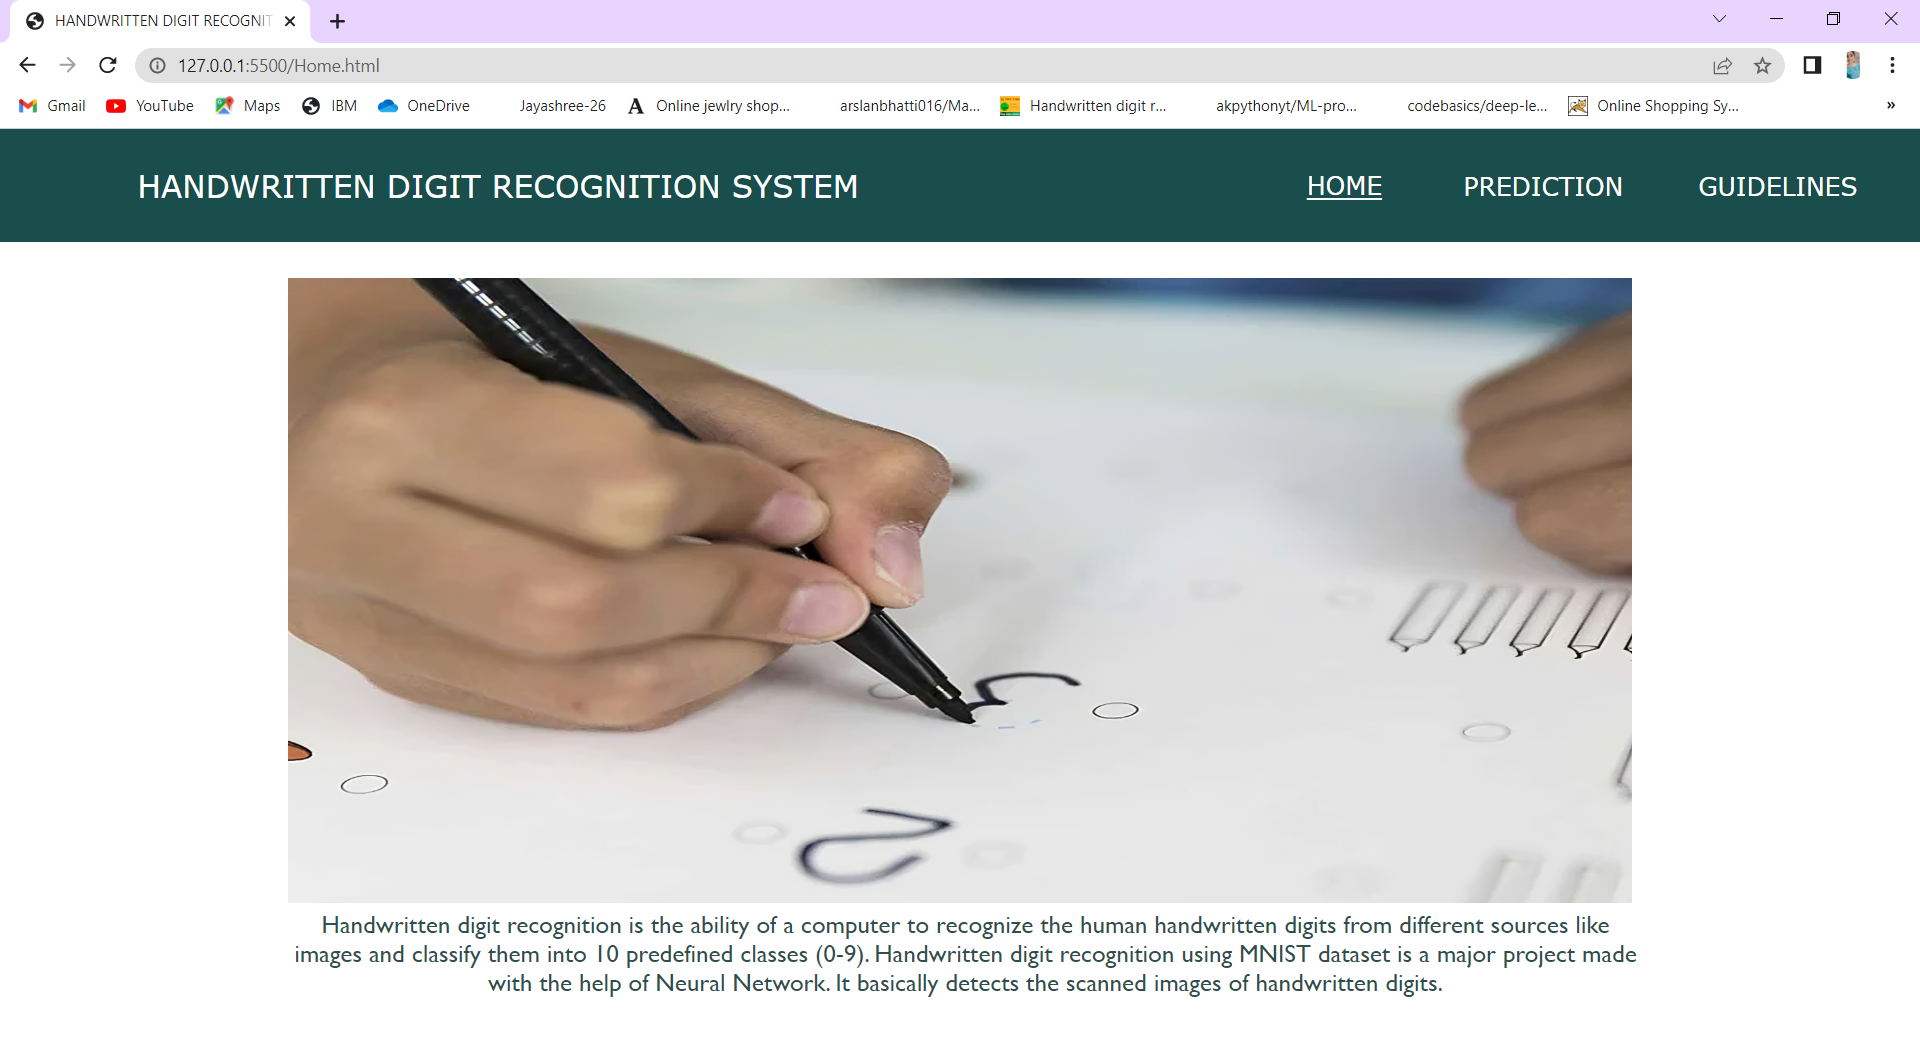 HANDWRITTEN DIGIT RECOGNIT
127.0.0.1:5500/Home.html
Gmail YouTube Maps IBM OneDrive Jayashree-26 A Online jewlry shop... arslanbhatti016/Ma... Handwritten digit r... akpythonyt/ML-pro... codebasics/deep-le... Online Shopping Sy... »
HANDWRITTEN DIGIT RECOGNITION SYSTEM HOME PREDICTION GUIDELINES
2
Handwritten digit recognition is the ability of a computer to recognize the human handwritten digits from different sources like
images and classify them into 10 predefined classes (0-9). Handwritten digit recognition using MNIST dataset is a major project made
with the help of Neural Network. It basically detects the scanned images of handwritten digits.